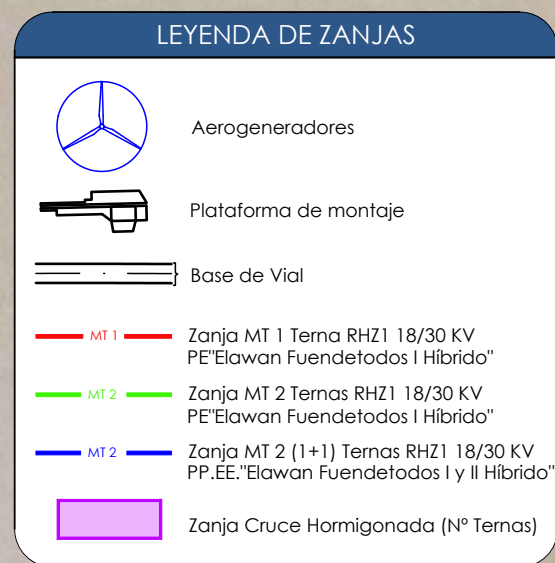 LEYENDA DE ZANJAS
Aerogeneradores
Plataforma de montaje
Base de Vial
MT 1
Zanja MT 1 Terna RHZ1 18/30 KV
PE"Elawan Fuendetodos I Híbrido"
MT 2
Zanja MT 2 Ternas RHZ1 18/30 KV
PE"Elawan Fuendetodos I Híbrido"
MT 2
Zanja MT 2 (1+1) Ternas RHZ1 18/30 KV
PP.EE."Elawan Fuendetodos I y II Híbrido"
Zanja Cruce Hormigonada (Nº Ternas)